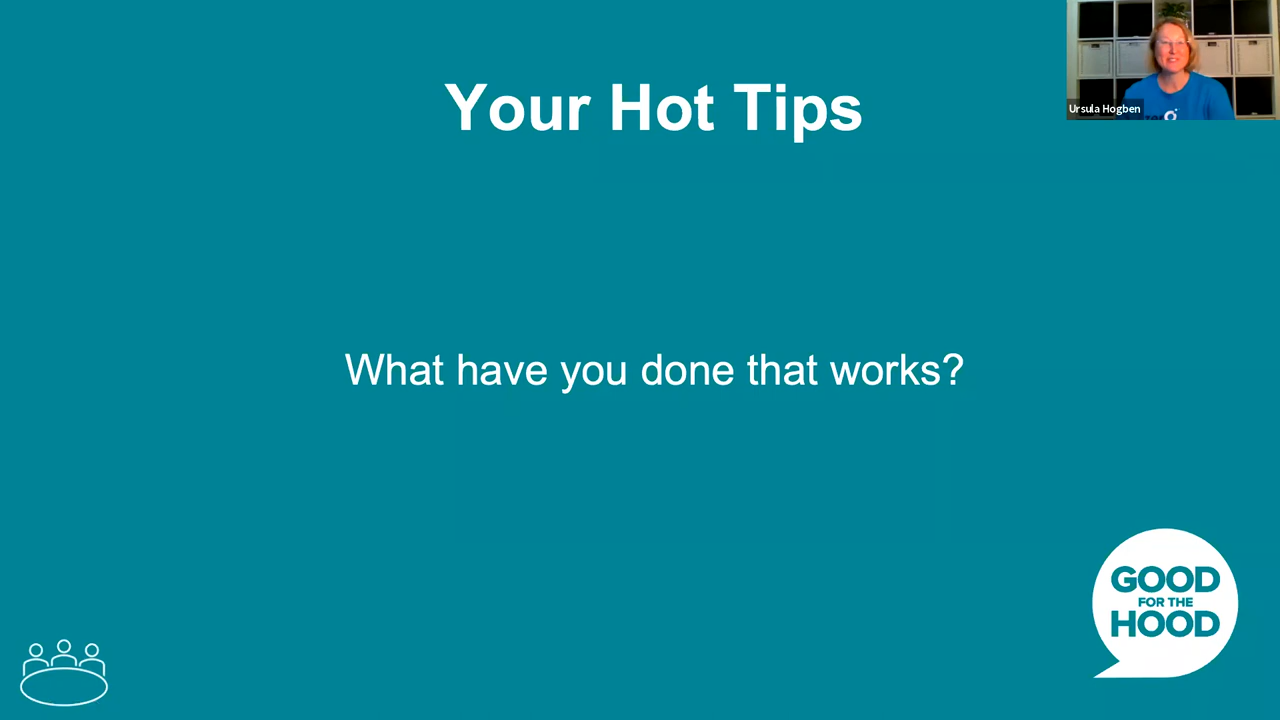 Your Hot Tips
Ursula Hogben
What have you done that works?
GOOD
FOR THE
HOOD